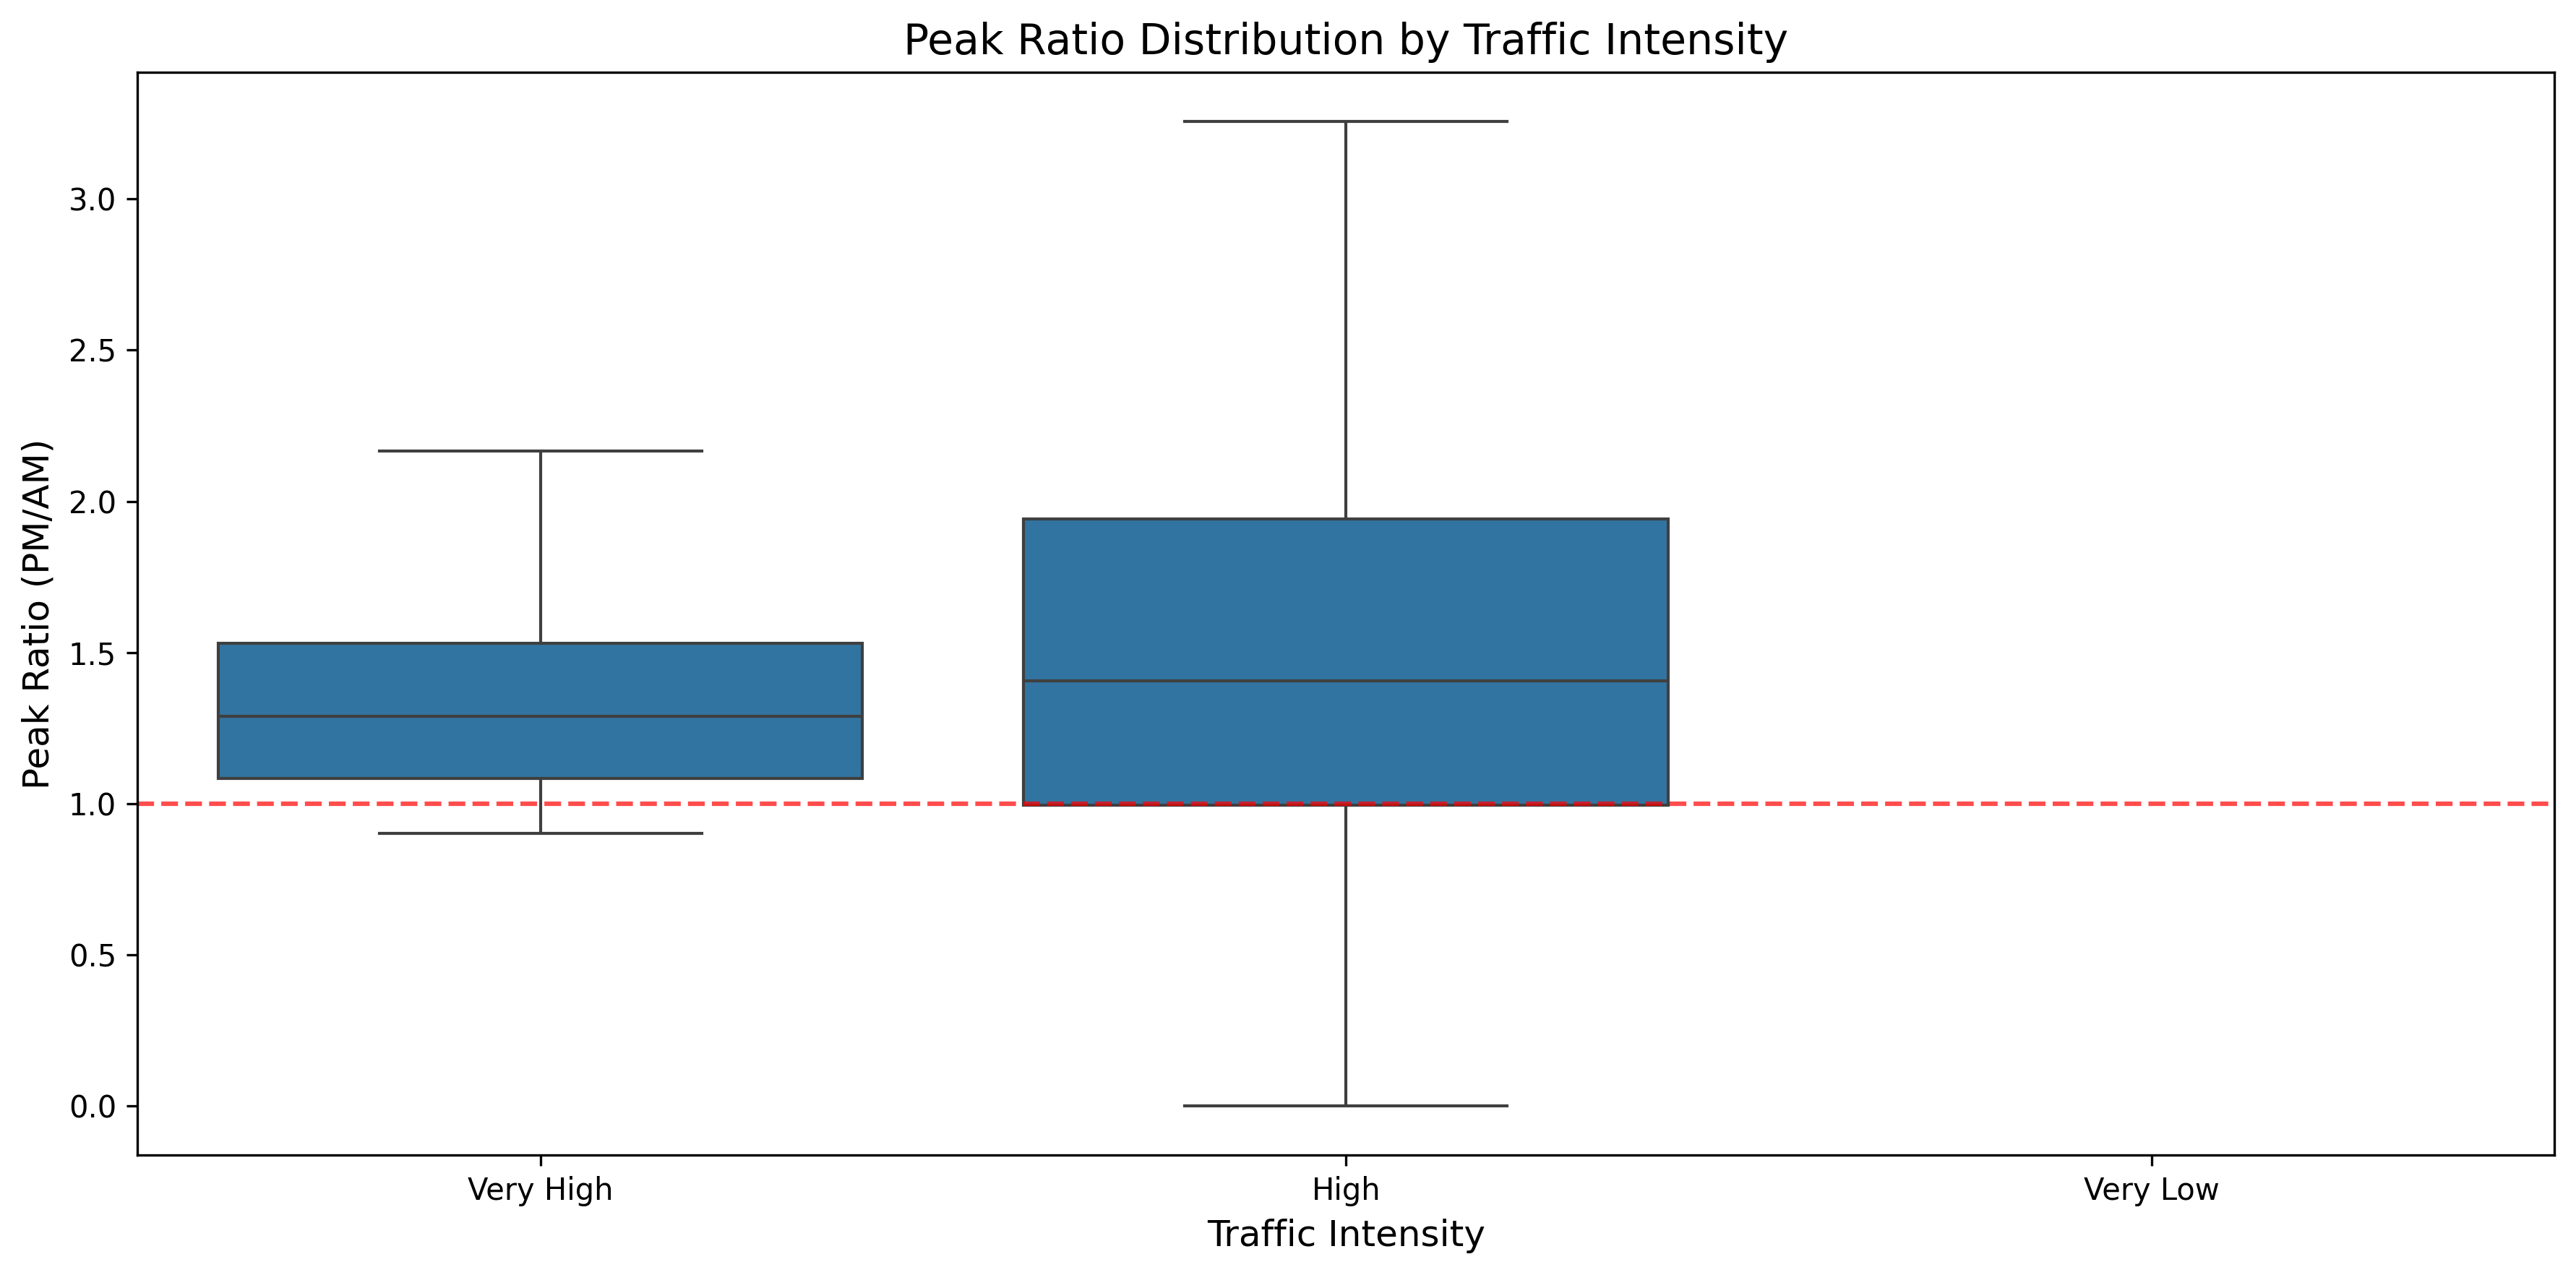 Peak Ratio Distribution by Traffic Intensity
Peak Ratio (PM/AM)
3.0
2.5
2.0
1.5
1.0
0.5
0.0
Very High
High
Very Low
Traffic Intensity